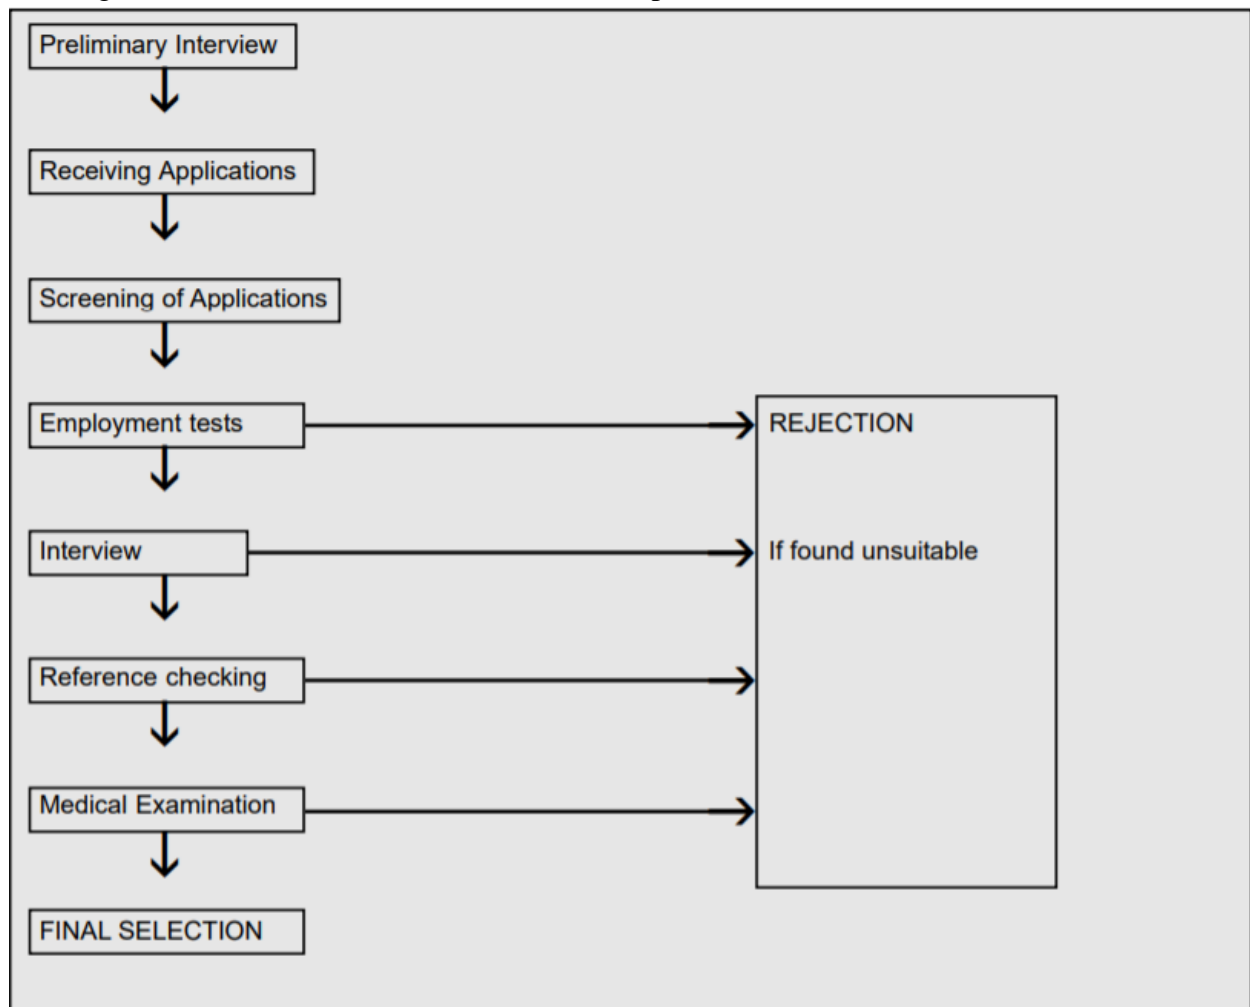 Preliminary Interview
Receiving Applications
Screening of Applications
Employment tests
REJECTION
Interview
If found unsuitable
Reference checking
Medical Examination
FINAL SELECTION